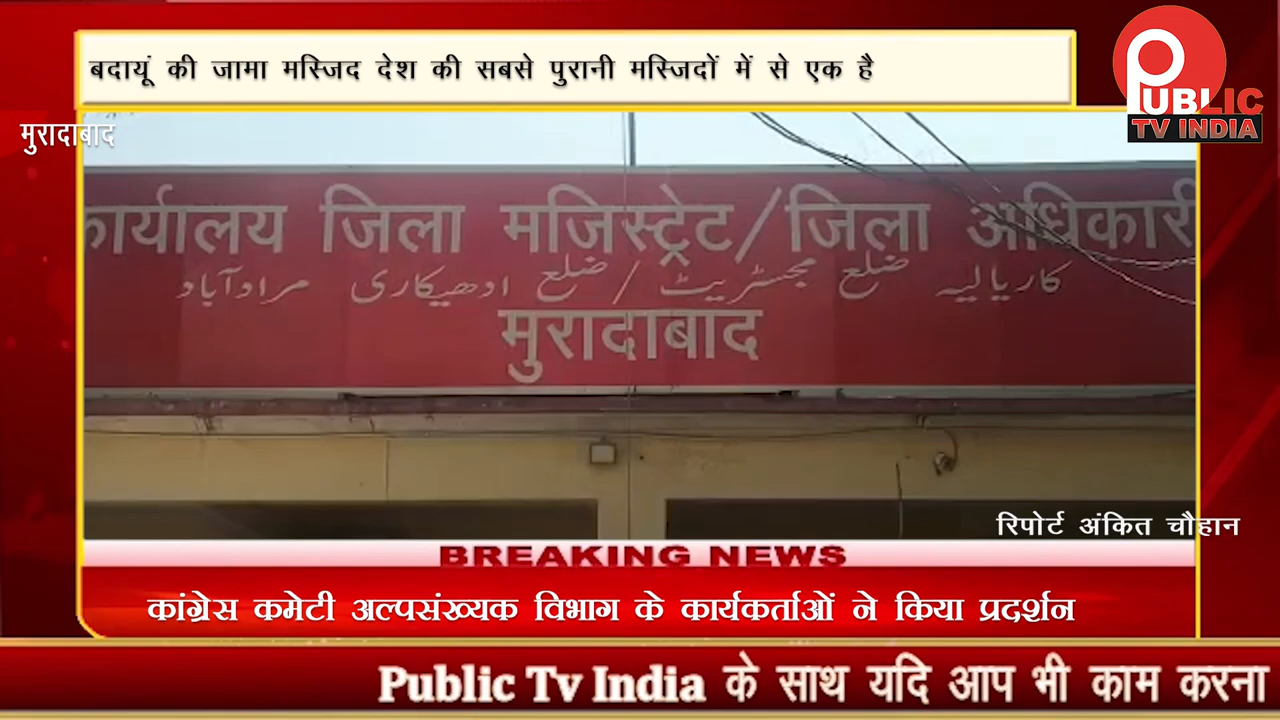 बदायूं की जामा मस्जिद देश की सबसे पुरानी मस्जिदों में से एक है
PUBLIC
TV INDIA
मुरादाबाद
कार्यालय जिला मजिस्ट्रेट/जिला अधिकारी
کاریالیہ ضلع مجسٹریٹ / ضلع ادھیکاری مرادآباد
मुरादाबाद
रिपोर्ट अंकित चौहान
BREAKING NEWS
कांग्रेस कमेटी अल्पसंख्यक विभाग के कार्यकर्ताओं ने किया प्रदर्शन
Public Tv India के साथ यदि आप भी काम करना